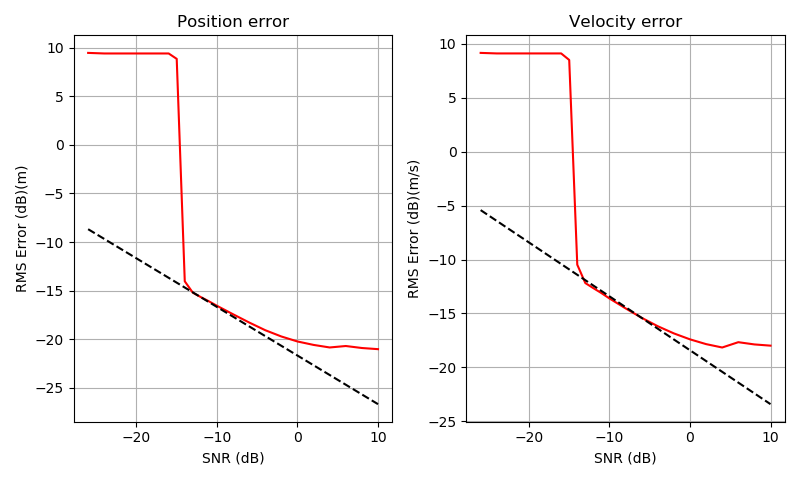 Position error
10
5
0
−5
−10
−15
−20
−25
RMS Error (dB)(m)
−20 −10 0 10
SNR (dB)
Velocity error
10
5
0
−5
−10
−15
−20
−25
RMS Error (dB)(m/s)
−20 −10 0 10
SNR (dB)